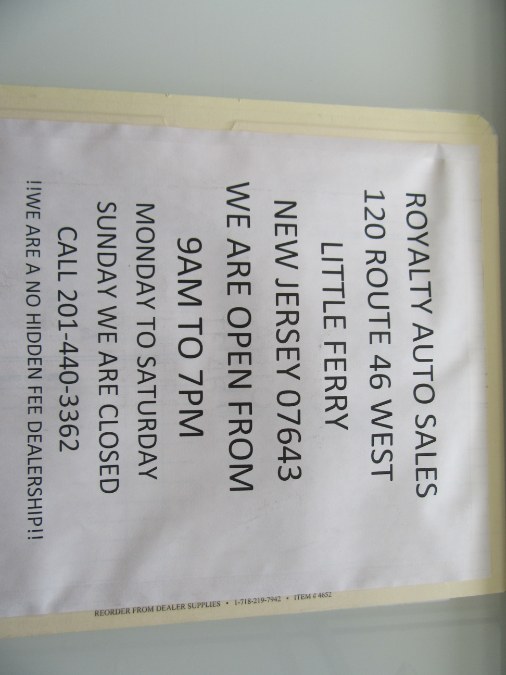 ROYALTY AUTO SALES
120 ROUTE 46 WEST
LITTLE FERRY
NEW JERSEY 07643
WE ARE OPEN FROM
9AM TO 7PM
MONDAY TO SATURDAY
SUNDAY WE ARE CLOSED
CALL 201-440-3362
!!WE ARE A NO HIDDEN FEE DEALERSHIP!!
REORDER FROM DEALER SUPPLIES • 1-718-219-7942 • ITEM # 4652